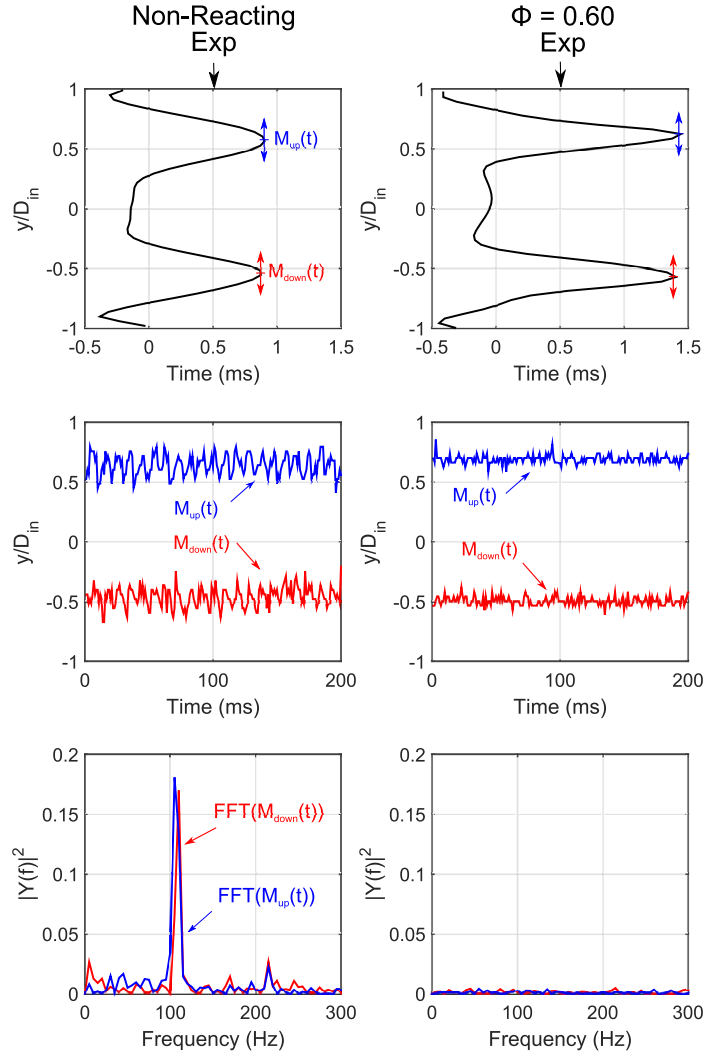 Non-Reacting
Exp
Φ = 0.60
Exp
1
0.5
0
-0.5
-1
y/D_in
M_up(t)
M_down(t)
-0.5 0 0.5 1 1.5
Time (ms)
1
0.5
0
-0.5
-1
y/D_in
-0.5 0 0.5 1 1.5
Time (ms)
1
0.5
0
-0.5
-1
y/D_in
M_up(t)
M_down(t)
0 100 200
Time (ms)
1
0.5
0
-0.5
-1
y/D_in
M_up(t)
M_down(t)
0 100 200
Time (ms)
0.2
0.15
0.1
0.05
0
|Y(f)|²
FFT(M_down(t))
FFT(M_up(t))
0 100 200 300
Frequency (Hz)
0.2
0.15
0.1
0.05
0
|Y(f)|²
0 100 200 300
Frequency (Hz)